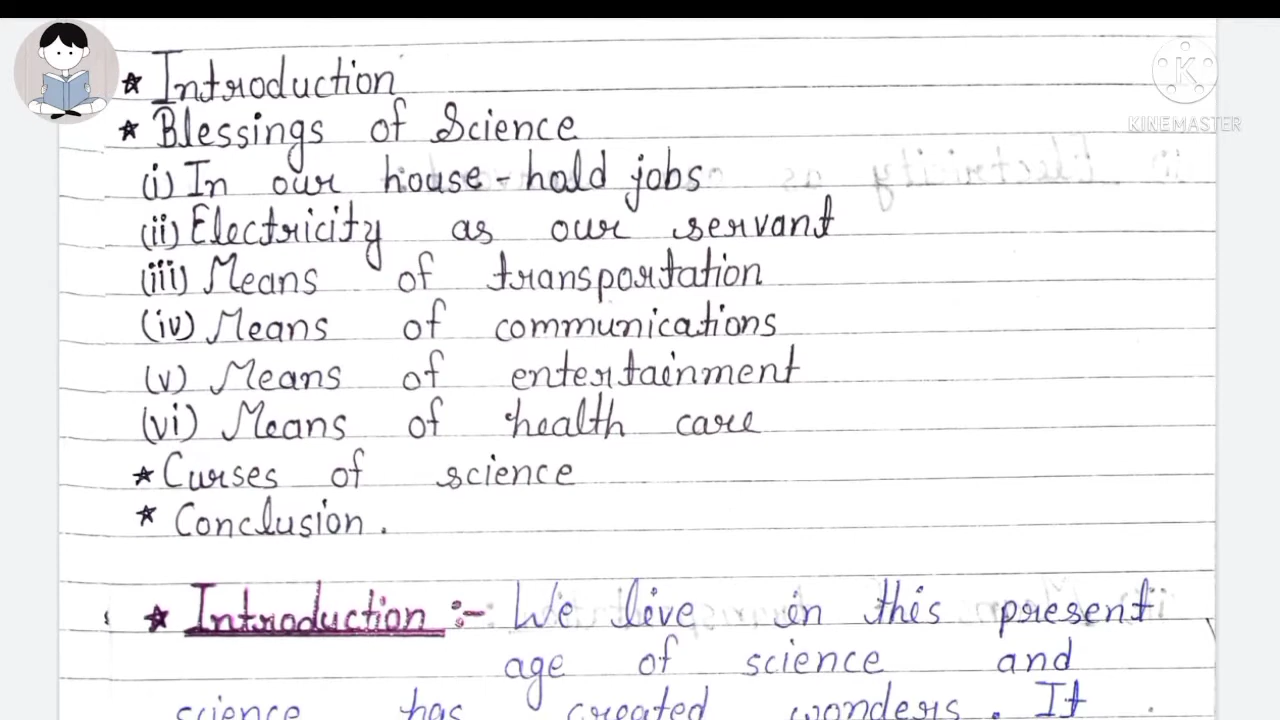 ★ Introduction
★ Blessings of Science
(i) In our house-hold jobs
(ii) Electricity as our servant
(iii) Means of transportation
(iv) Means of communications
(v) Means of entertainment
(vi) Means of health care
★ Curses of science
★ Conclusion.
★ Introduction :- We live in this present
age of science and
science has created wonders. It
KINEMASTER